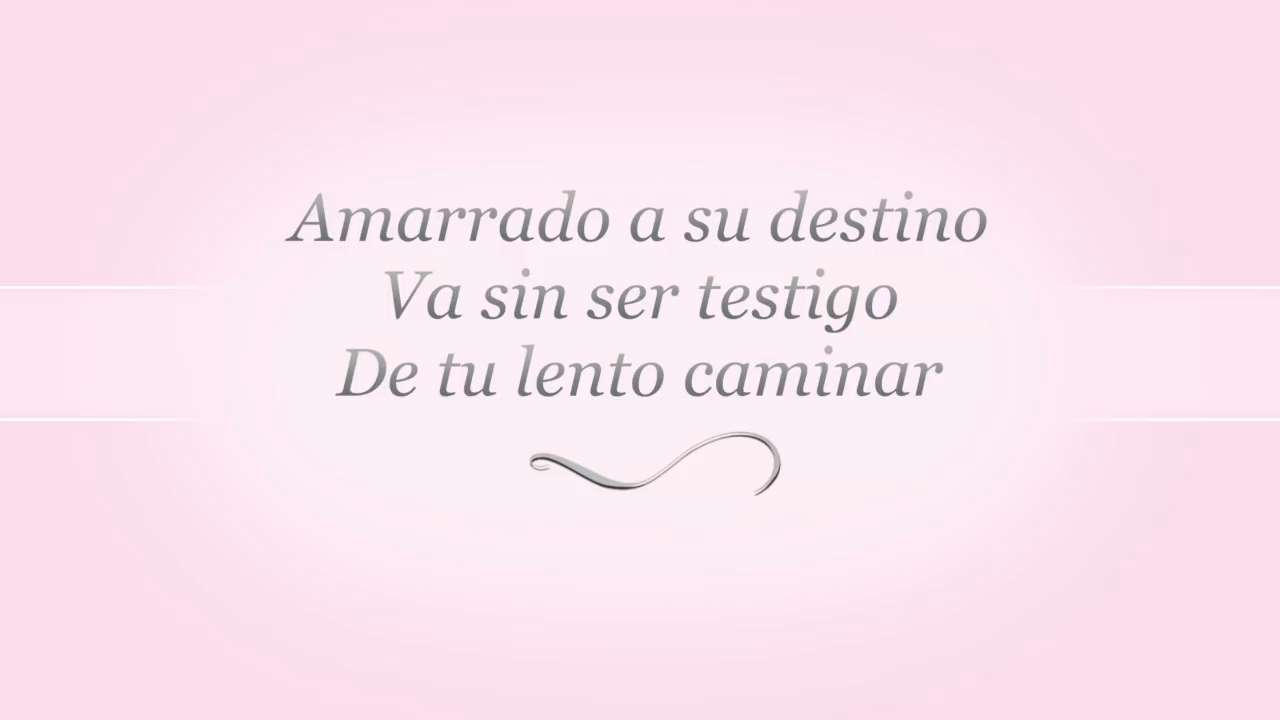 Amarrado a su destino
Va sin ser testigo
De tu lento caminar